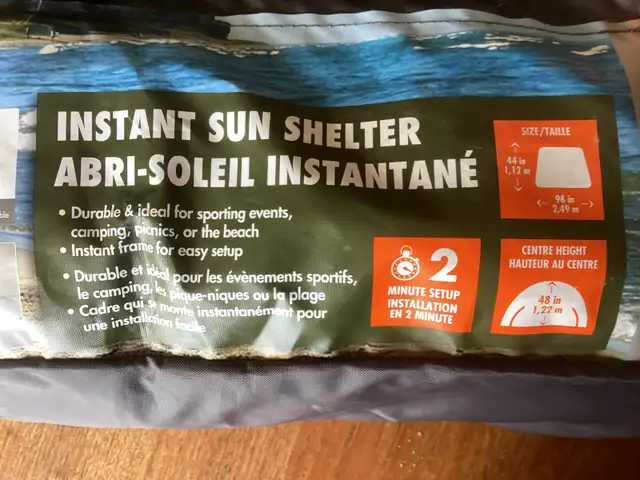 INSTANT SUN SHELTER
ABRI-SOLEIL INSTANTANÉ
• Durable & ideal for sporting events,
camping, picnics, or the beach
• Instant frame for easy setup
• Durable et idéal pour les évènements sportifs,
le camping, les pique-niques ou la plage
• Cadre qui se monte instantanément pour
une installation facile
2
MINUTE SETUP
INSTALLATION
EN 2 MINUTE
SIZE/TAILLE
44 in
1,12 m
98 in
2,49 m
CENTRE HEIGHT
HAUTEUR AU CENTRE
48 in
1,22 m